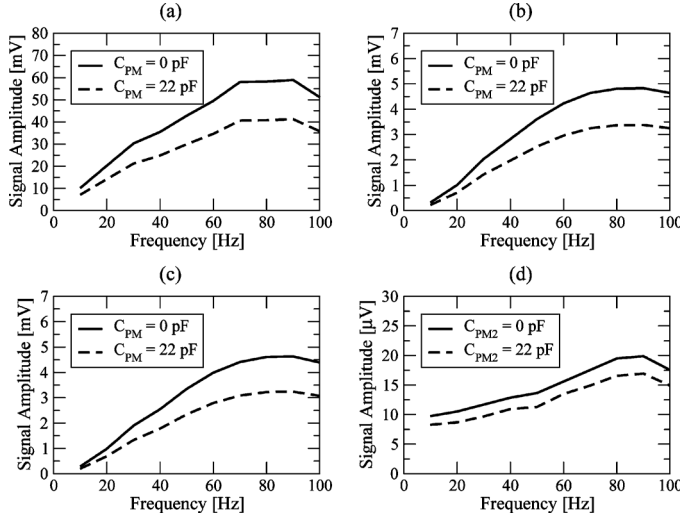 (a)
Signal Amplitude [mV]
80
70
60
50
40
30
20
10
0
C_PM = 0 pF
C_PM = 22 pF
0 20 40 60 80 100
Frequency [Hz]
(b)
Signal Amplitude [mV]
7
6
5
4
3
2
1
0
C_PM = 0 pF
C_PM = 22 pF
0 20 40 60 80 100
Frequency [Hz]
(c)
Signal Amplitude [mV]
7
6
5
4
3
2
1
0
C_PM = 0 pF
C_PM = 22 pF
0 20 40 60 80 100
Frequency [Hz]
(d)
Signal Amplitude [μV]
30
25
20
15
10
5
0
C_PM2 = 0 pF
C_PM2 = 22 pF
0 20 40 60 80 100
Frequency [Hz]